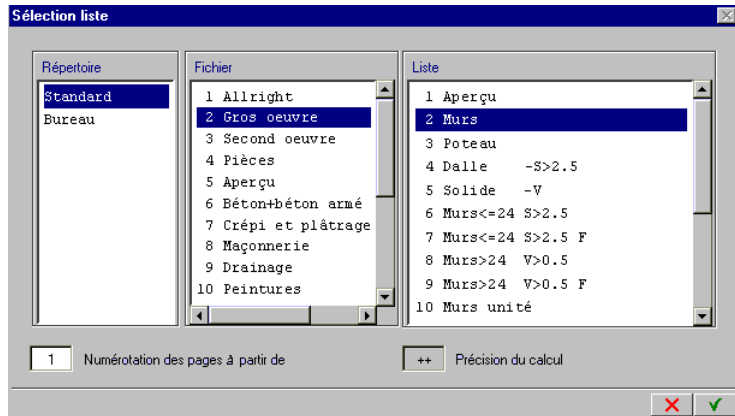 Sélection liste
Répertoire
Standard
Bureau
Fichier
1 Allright
2 Gros oeuvre
3 Second oeuvre
4 Pièces
5 Aperçu
6 Béton+béton armé
7 Crépi et plâtrage
8 Maçonnerie
9 Drainage
10 Peintures
Liste
1 Aperçu
2 Murs
3 Poteau
4 Dalle -S>2.5
5 Solide -V
6 Murs<=24 S>2.5
7 Murs<=24 S>2.5 F
8 Murs>24 V>0.5
9 Murs>24 V>0.5 F
10 Murs unité
1 Numérotation des pages à partir de
++ Précision du calcul